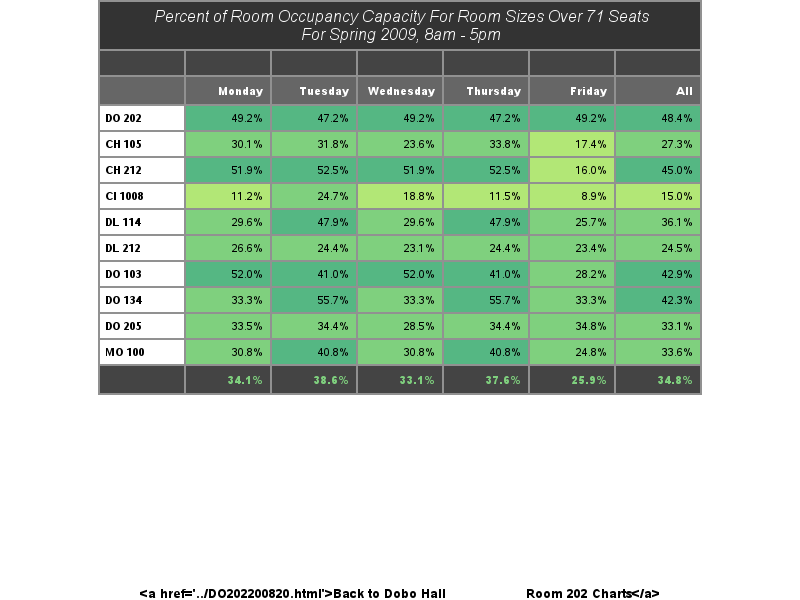 Percent of Room Occupancy Capacity For Room Sizes Over 71 Seats
For Spring 2009, 8am - 5pm
Monday Tuesday Wednesday Thursday Friday All
DO 202 49.2% 47.2% 49.2% 47.2% 49.2% 48.4%
CH 105 30.1% 31.8% 23.6% 33.8% 17.4% 27.3%
CH 212 51.9% 52.5% 51.9% 52.5% 16.0% 45.0%
CI 1008 11.2% 24.7% 18.8% 11.5% 8.9% 15.0%
DL 114 29.6% 47.9% 29.6% 47.9% 25.7% 36.1%
DL 212 26.6% 24.4% 23.1% 24.4% 23.4% 24.5%
DO 103 52.0% 41.0% 52.0% 41.0% 28.2% 42.9%
DO 134 33.3% 55.7% 33.3% 55.7% 33.3% 42.3%
DO 205 33.5% 34.4% 28.5% 34.4% 34.8% 33.1%
MO 100 30.8% 40.8% 30.8% 40.8% 24.8% 33.6%
34.1% 38.6% 33.1% 37.6% 25.9% 34.8%
<a href='../DO202200820.html'>Back to Dobo Hall Room 202 Charts</a>